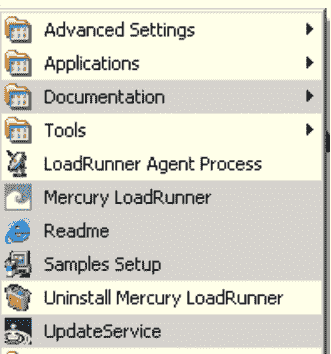 Advanced Settings
Applications
Documentation
Tools
LoadRunner Agent Process
Mercury LoadRunner
Readme
Samples Setup
Uninstall Mercury LoadRunner
UpdateService